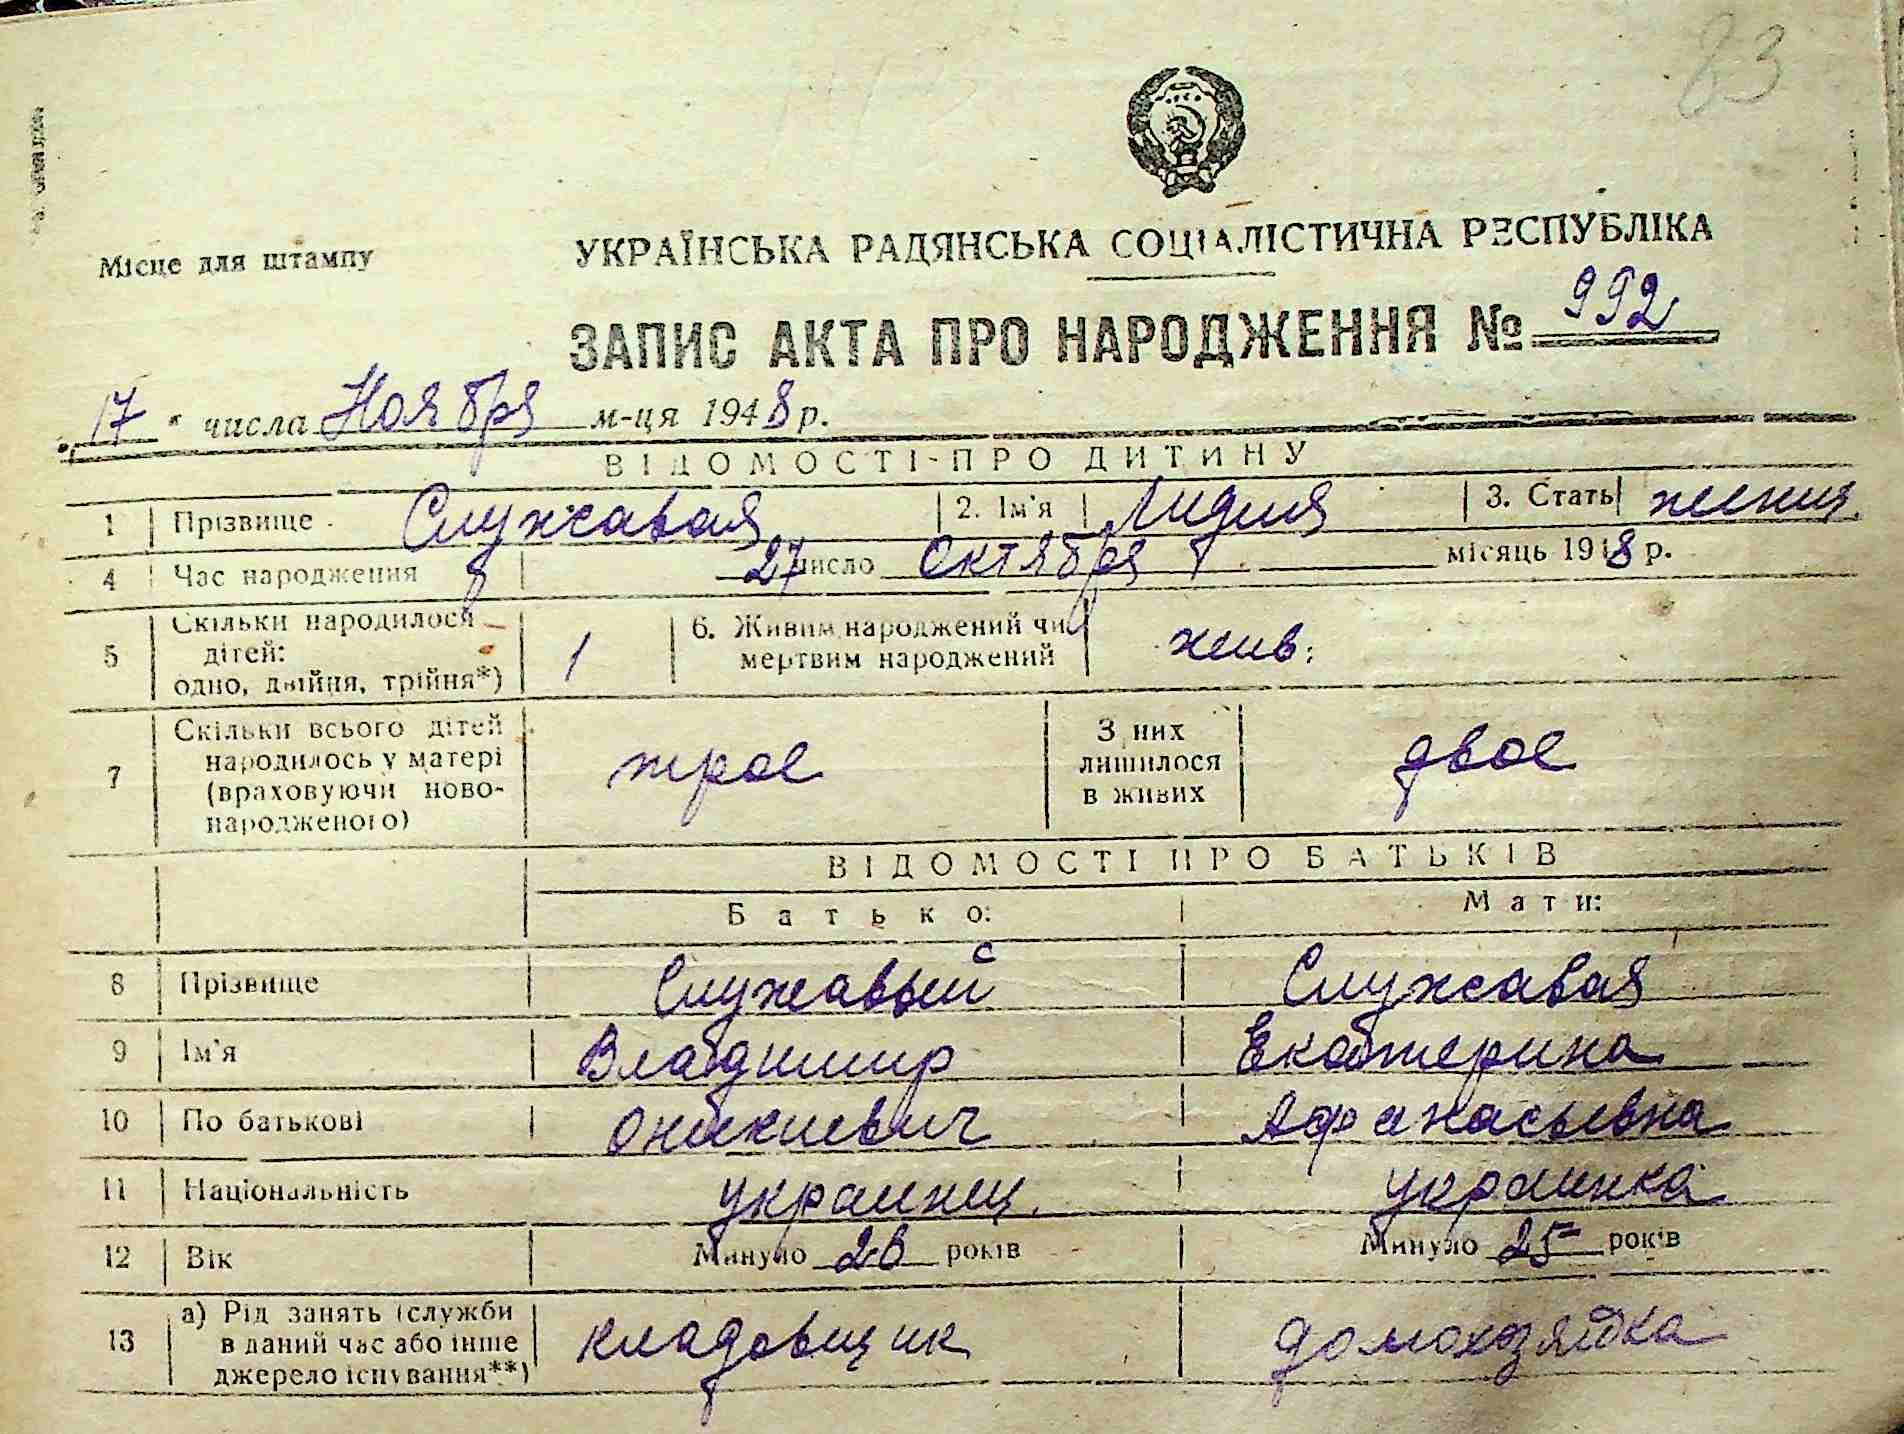 83
Місце для штампу
УКРАЇНСЬКА РАДЯНСЬКА СОЦІАЛІСТИЧНА РЕСПУБЛІКА
ЗАПИС АКТА ПРО НАРОДЖЕННЯ № 992
„17" числа Ноября м-ця 1948 р.
ВІДОМОСТІ ПРО ДИТИНУ
1 Прізвище Служавая 2. Ім'я Лидия 3. Стать женщ.
4 Час народження 27 число Октября місяць 1948 р.
5 Скільки народилося дітей: одно, двійня, трійня*) 1 6. Живим народжений чи мертвим народжений жив.
7 Скільки всього дітей народилось у матері (враховуючи новонародженого) трое З них лишилося в живих двое
ВІДОМОСТІ ПРО БАТЬКІВ
Батько: Мати:
8 Прізвище Служавый Служавая
9 Ім'я Владимир Екатерина
10 По батькові Оникиевич Афанасьевна
11 Національність украинец украинка
12 Вік Минуло років Минуло 25 років
13 а) Рід занять (служби в даний час або інше джерело існування**) кладовщик домохозяйка